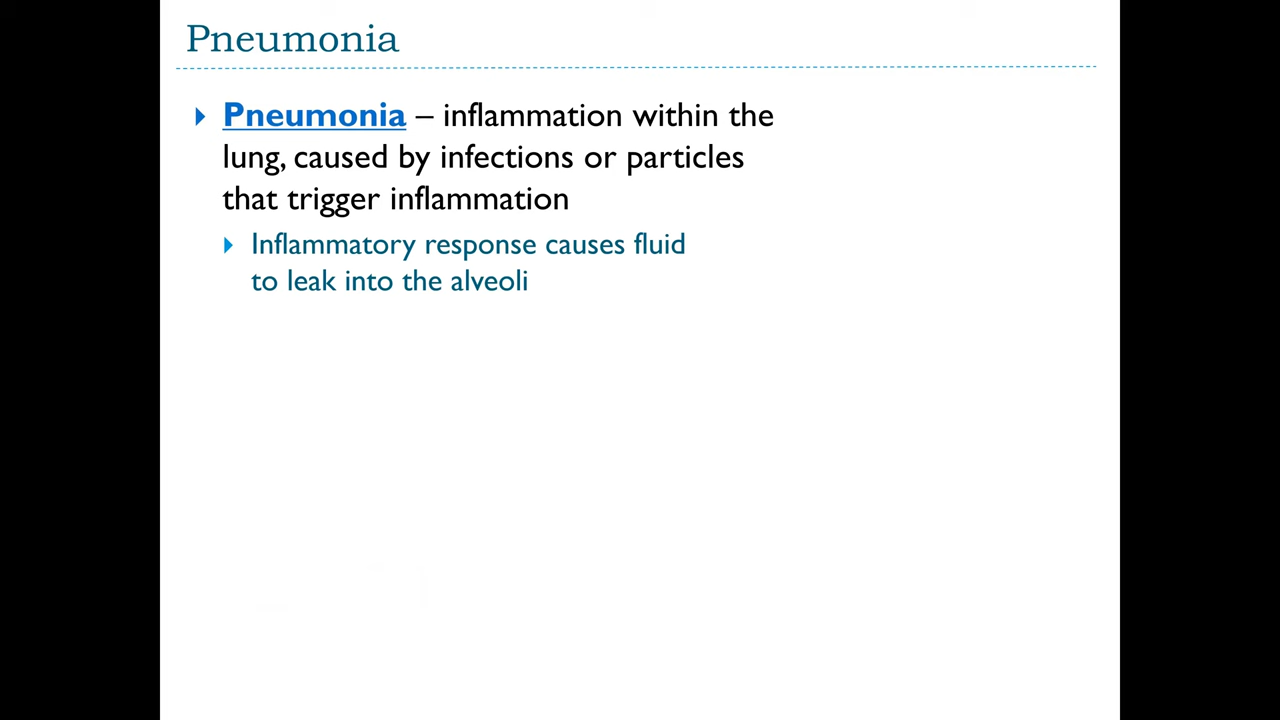 Pneumonia
Pneumonia – inflammation within the
lung, caused by infections or particles
that trigger inflammation
Inflammatory response causes fluid
to leak into the alveoli